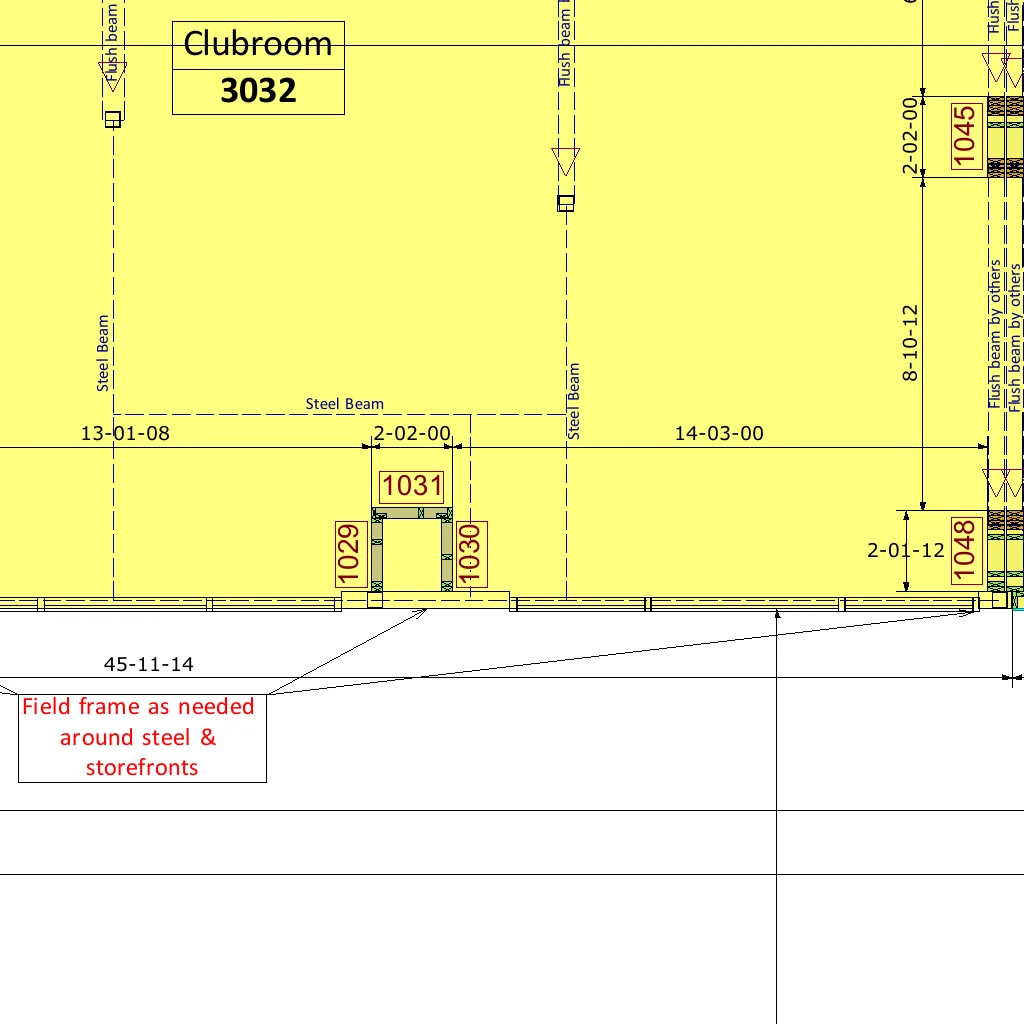 Flush beam
Flush beam
Flush
Flush
Clubroom
3032
2-02-00
1045
8-10-12
Flush beam by others
Flush beam by others
Steel Beam
Steel Beam
Steel Beam
13-01-08
2-02-00
14-03-00
1031
1029
1030
2-01-12
1048
45-11-14
Field frame as needed
around steel &
storefronts